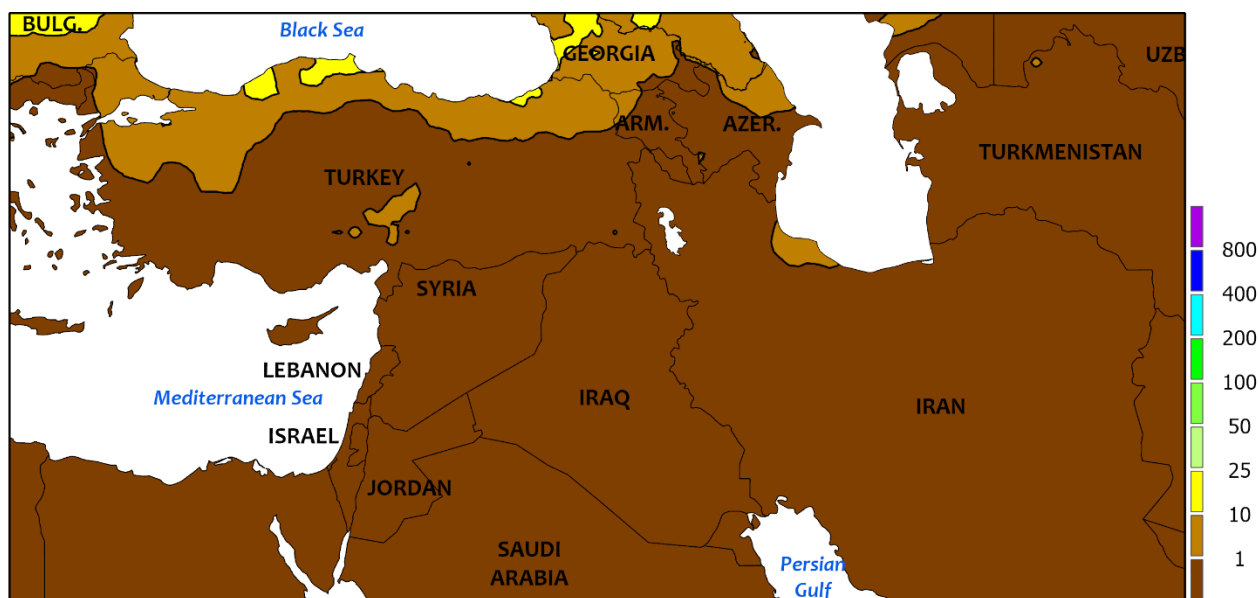 BULG.
Black Sea
GEORGIA
UZB
ARM.
AZER.
TURKMENISTAN
TURKEY
SYRIA
LEBANON
Mediterranean Sea
IRAQ
IRAN
ISRAEL
JORDAN
SAUDI
ARABIA
Persian
Gulf
800
400
200
100
50
25
10
1